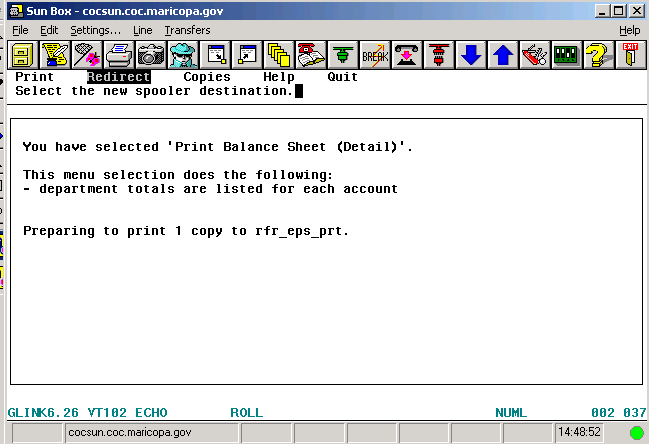 Sun Box - cocsun.coc.maricopa.gov
File Edit Settings... Line Transfers Help
BREAK EXIT
Print Redirect Copies Help Quit
Select the new spooler destination.
You have selected 'Print Balance Sheet (Detail)'.
This menu selection does the following:
- department totals are listed for each account
Preparing to print 1 copy to rfr_eps_prt.
GLINK6.26 VT102 ECHO ROLL NUML 002 037
cocsun.coc.maricopa.gov 14:48:52